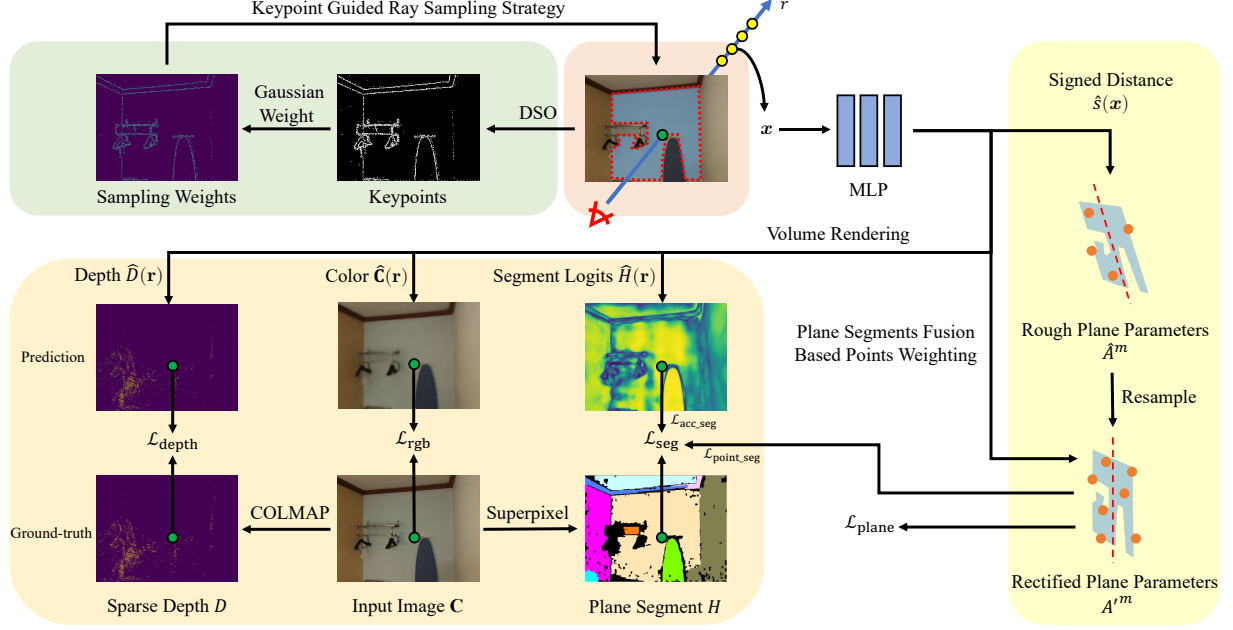 Keypoint Guided Ray Sampling Strategy
r
Gaussian
Weight
DSO
Sampling Weights
Keypoints
x
MLP
Signed Distance
ŝ(x)
Volume Rendering
Depth D̂(r)
Color Ĉ(r)
Segment Logits Ĥ(r)
Prediction
Plane Segments Fusion
Based Points Weighting
Rough Plane Parameters
Â^m
Resample
ℒ_depth
ℒ_rgb
ℒ_acc_seg
ℒ_seg
ℒ_point_seg
Ground-truth
COLMAP
Superpixel
ℒ_plane
Sparse Depth D
Input Image C
Plane Segment H
Rectified Plane Parameters
A′^m